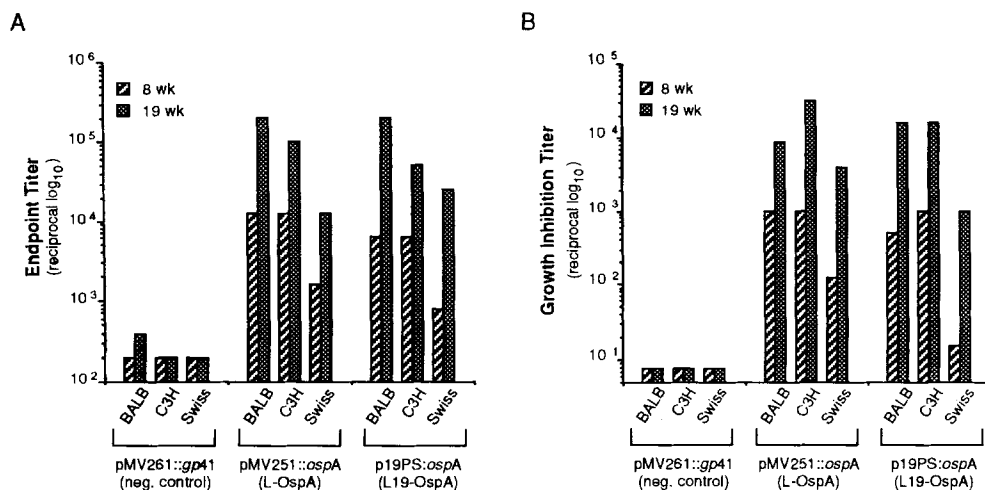 A
Endpoint Titer
(reciprocal log10)
10^6
10^5
10^4
10^3
10^2
8 wk
19 wk
BALB
C3H
Swiss
BALB
C3H
Swiss
BALB
C3H
Swiss
pMV261::gp41
(neg. control)
pMV251::ospA
(L-OspA)
p19PS:ospA
(L19-OspA)
B
Growth Inhibition Titer
(reciprocal log10)
10^5
10^4
10^3
10^2
10^1
8 wk
19 wk
BALB
C3H
Swiss
BALB
C3H
Swiss
BALB
C3H
Swiss
pMV261::gp41
(neg. control)
pMV251::ospA
(L-OspA)
p19PS:ospA
(L19-OspA)